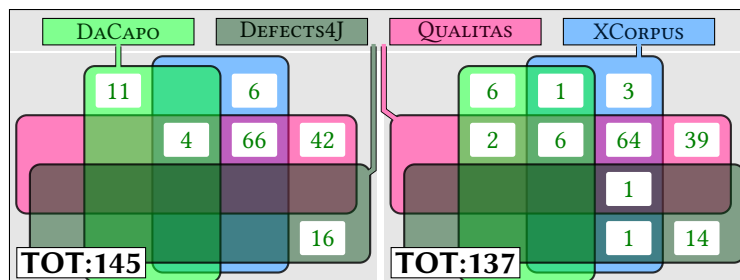 DACAPO DEFECTS4J QUALITAS XCORPUS
11 6 6 1 3
4 66 42 2 6 64 39
1
16 1 14
TOT:145 TOT:137